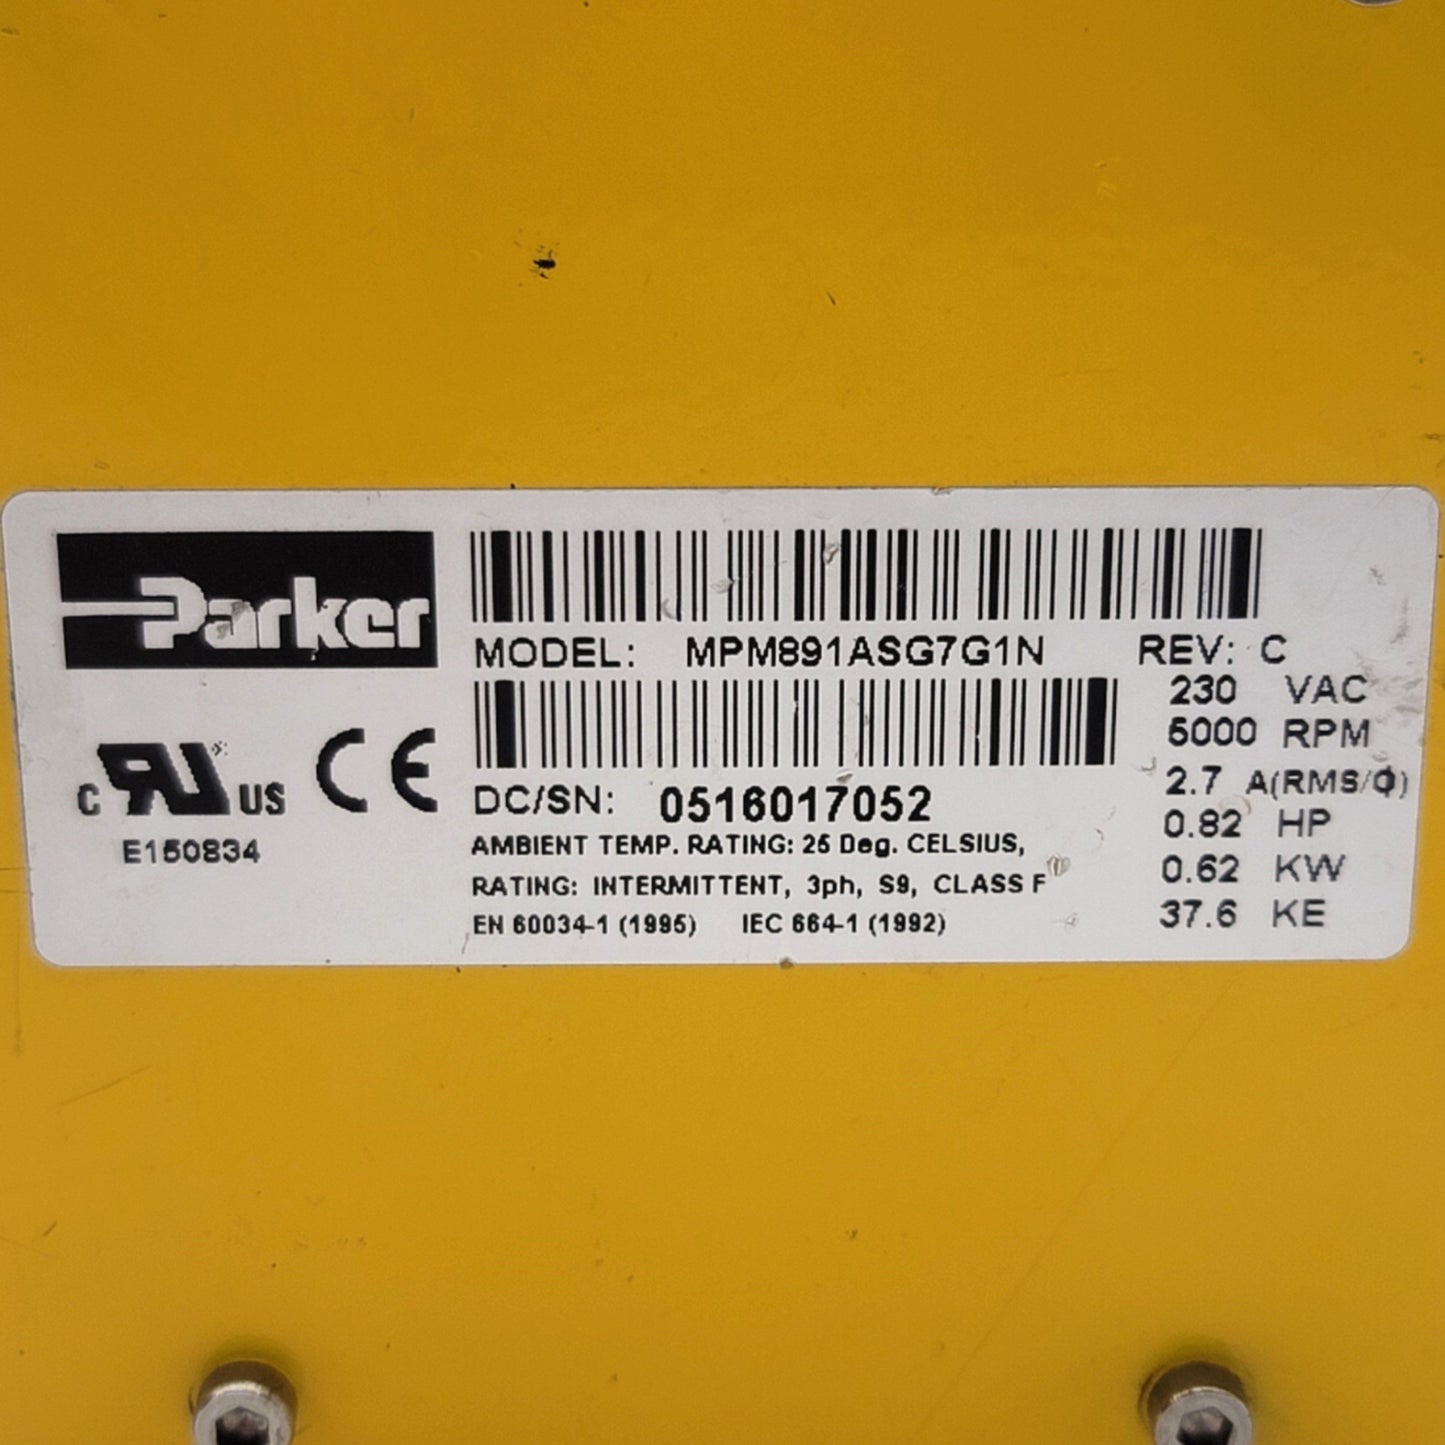 Parker
MODEL: MPM891ASG7G1N REV: C
230 VAC
5000 RPM
2.7 A(RMS/Φ)
0.82 HP
0.62 KW
37.6 KE
DC/SN: 0516017052
AMBIENT TEMP. RATING: 25 Deg. CELSIUS,
RATING: INTERMITTENT, 3ph, S9, CLASS F
EN 60034-1 (1995) IEC 664-1 (1992)
C RU US CE
E150834